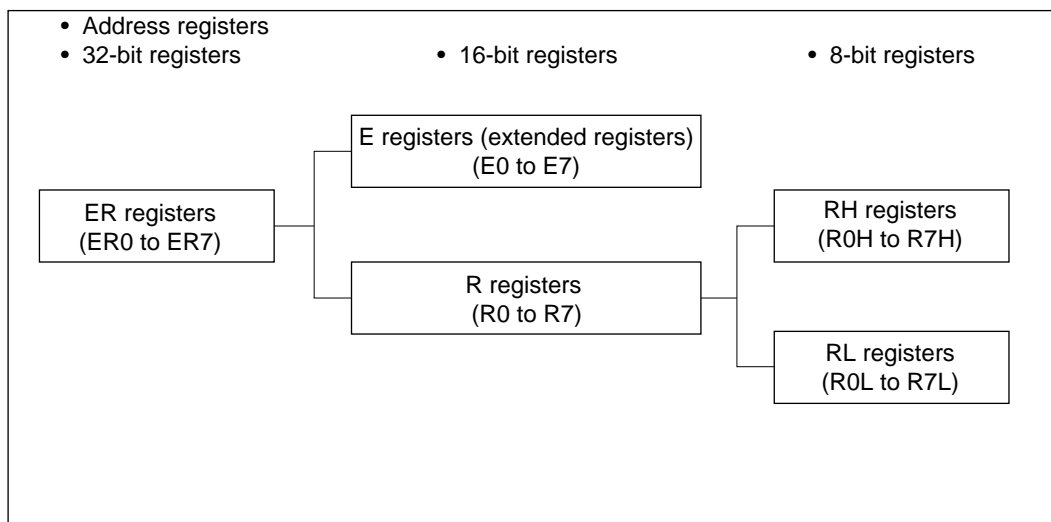 • Address registers
• 32-bit registers
• 16-bit registers
• 8-bit registers
E registers (extended registers)
(E0 to E7)
ER registers
(ER0 to ER7)
RH registers
(R0H to R7H)
R registers
(R0 to R7)
RL registers
(R0L to R7L)